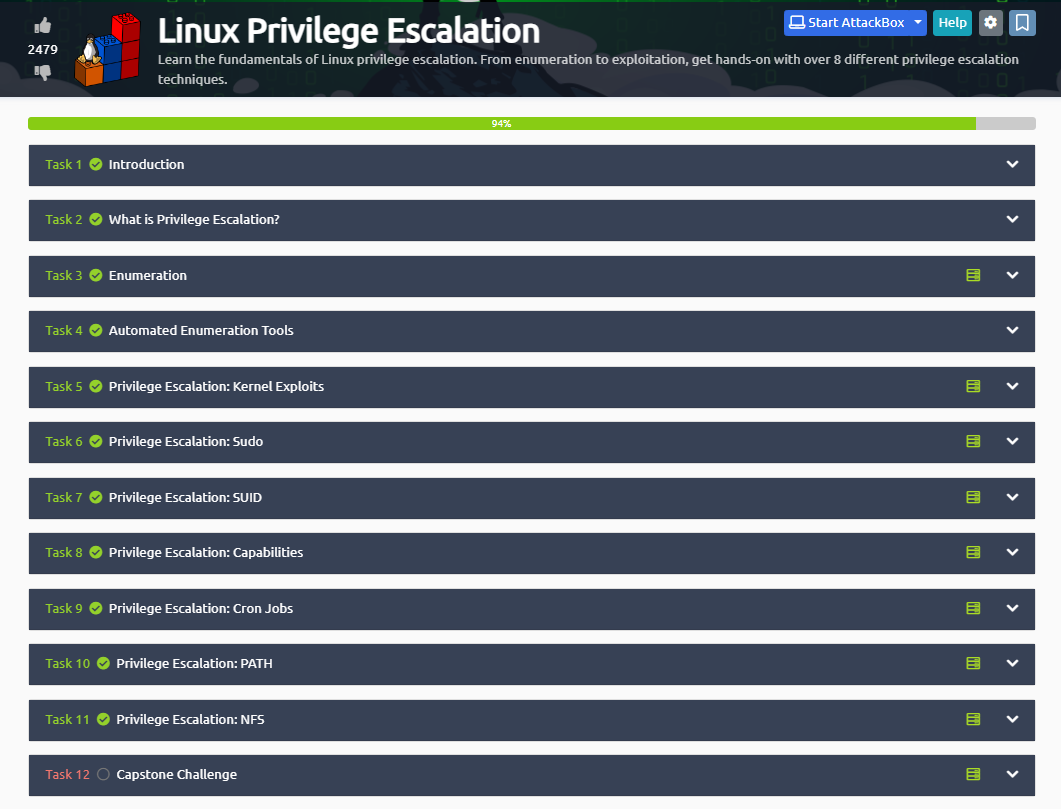 Linux Privilege Escalation
Start AttackBox
Help
2479
Learn the fundamentals of Linux privilege escalation. From enumeration to exploitation, get hands-on with over 8 different privilege escalation
techniques.
94%
Task 1 Introduction
Task 2 What is Privilege Escalation?
Task 3 Enumeration
Task 4 Automated Enumeration Tools
Task 5 Privilege Escalation: Kernel Exploits
Task 6 Privilege Escalation: Sudo
Task 7 Privilege Escalation: SUID
Task 8 Privilege Escalation: Capabilities
Task 9 Privilege Escalation: Cron Jobs
Task 10 Privilege Escalation: PATH
Task 11 Privilege Escalation: NFS
Task 12 Capstone Challenge